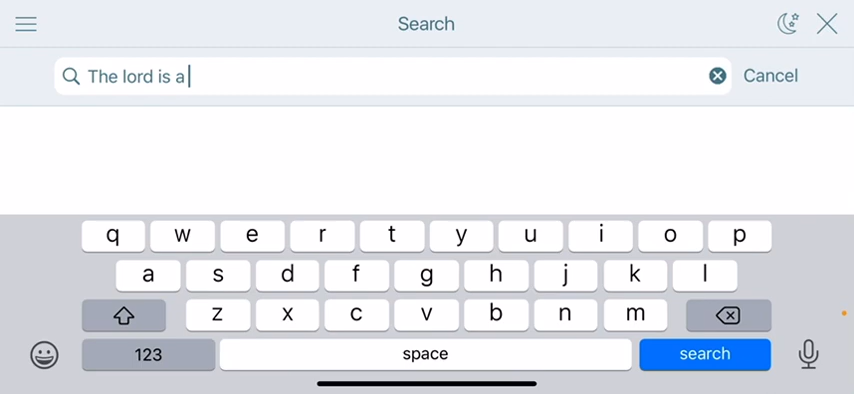 Search
The lord is a
Cancel
q w e r t y u i o p
a s d f g h j k l
z x c v b n m
123 space search